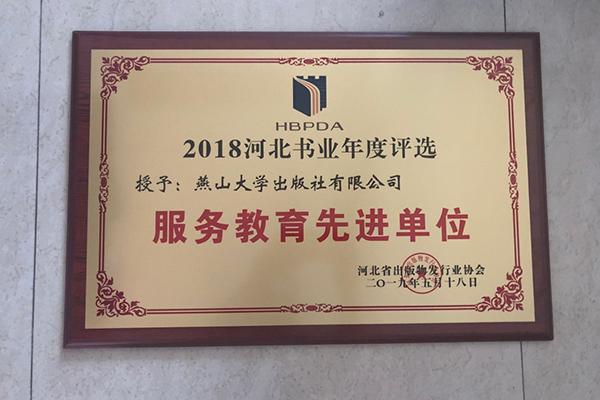 HBPDA
2018河北书业年度评选
授予：燕山大学出版社有限公司
服务教育先进单位
河北省出版物发行业协会
二〇一九年五月十八日